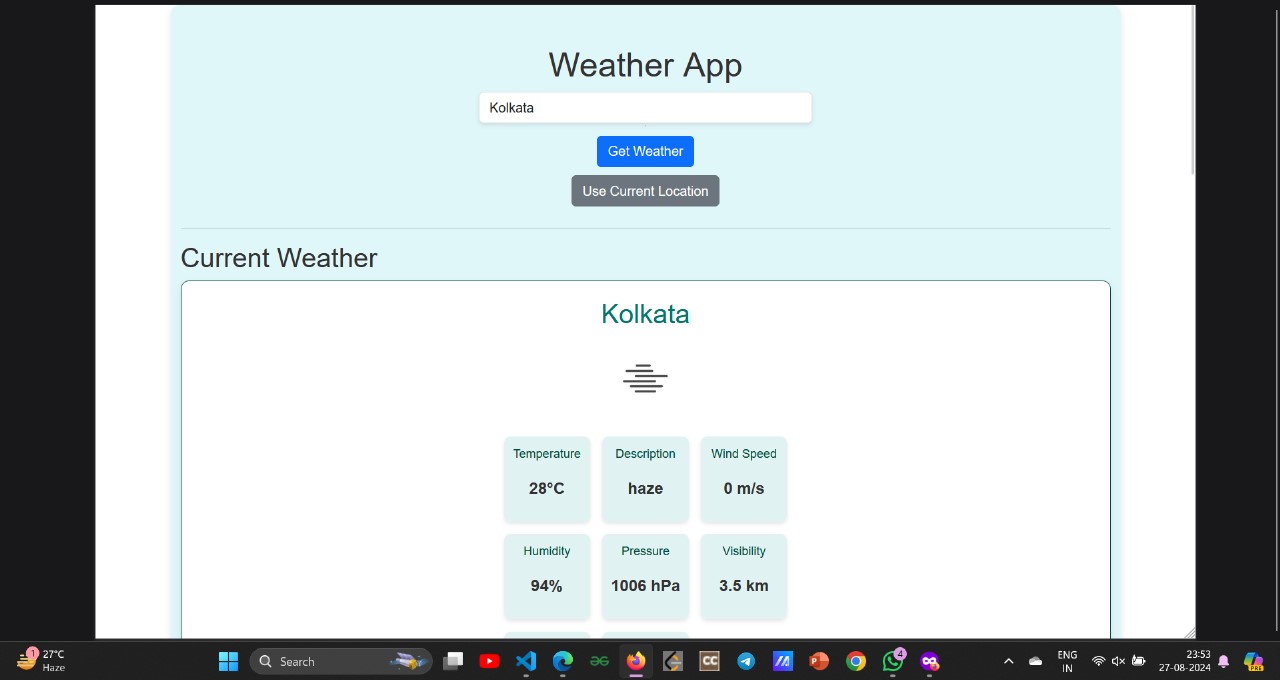 Weather App
Kolkata
Get Weather
Use Current Location
Current Weather
Kolkata
Temperature Description Wind Speed
28°C haze 0 m/s
Humidity Pressure Visibility
94% 1006 hPa 3.5 km
1
27°C
Haze
Search
CC
4
ENG
IN
23:53
27-08-2024
PRE